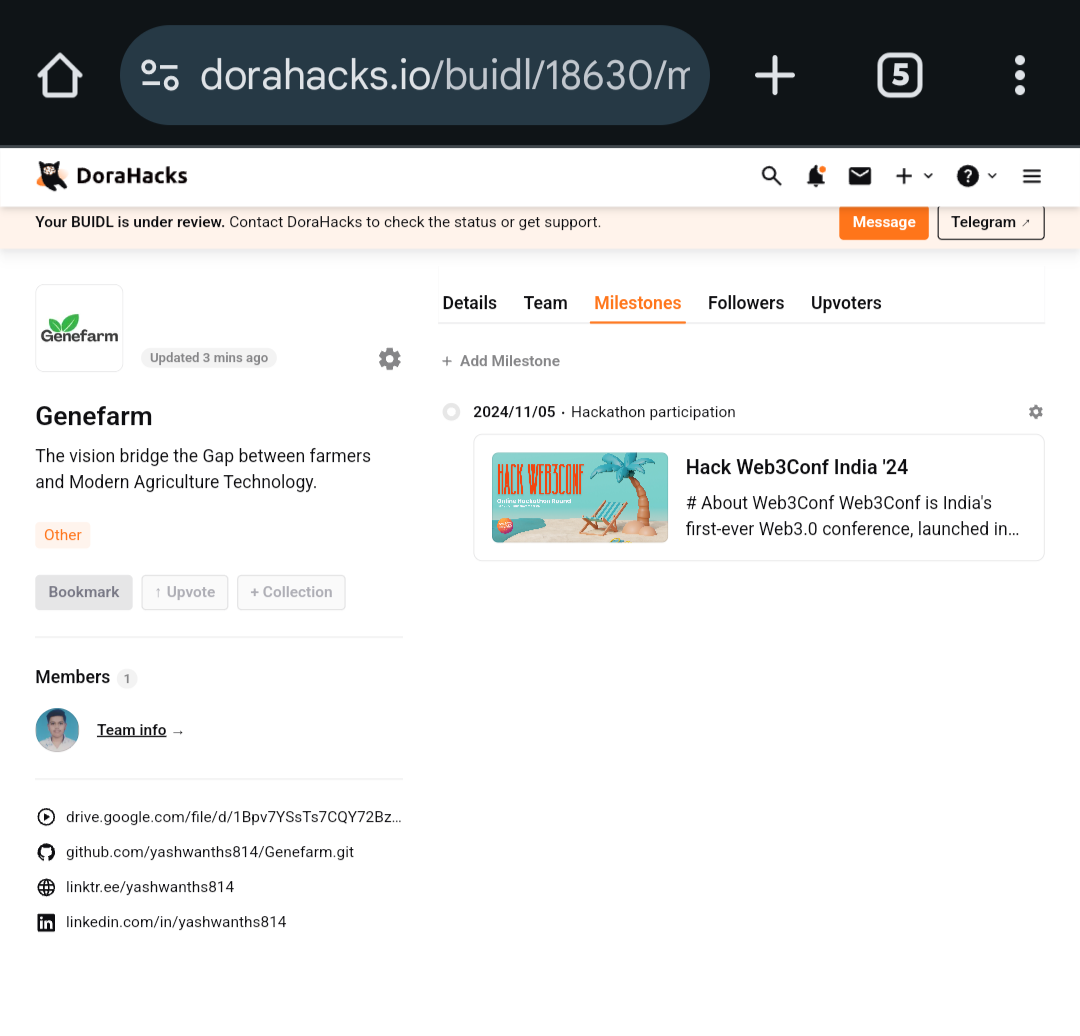 dorahacks.io/buidl/18630/m
5
DoraHacks
Your BUIDL is under review. Contact DoraHacks to check the status or get support.
Message
Telegram ↗
Genefarm
Updated 3 mins ago
Genefarm
The vision bridge the Gap between farmers
and Modern Agriculture Technology.
Other
Bookmark
↑ Upvote
+ Collection
Members 1
Team info →
drive.google.com/file/d/1Bpv7YSsTs7CQY72Bz...
github.com/yashwanths814/Genefarm.git
linktr.ee/yashwanths814
linkedin.com/in/yashwanths814
Details Team Milestones Followers Upvoters
+ Add Milestone
2024/11/05 · Hackathon participation
HACK WEB3CONF
Online Hackathon Round
Hack Web3Conf India '24
# About Web3Conf Web3Conf is India's
first-ever Web3.0 conference, launched in...